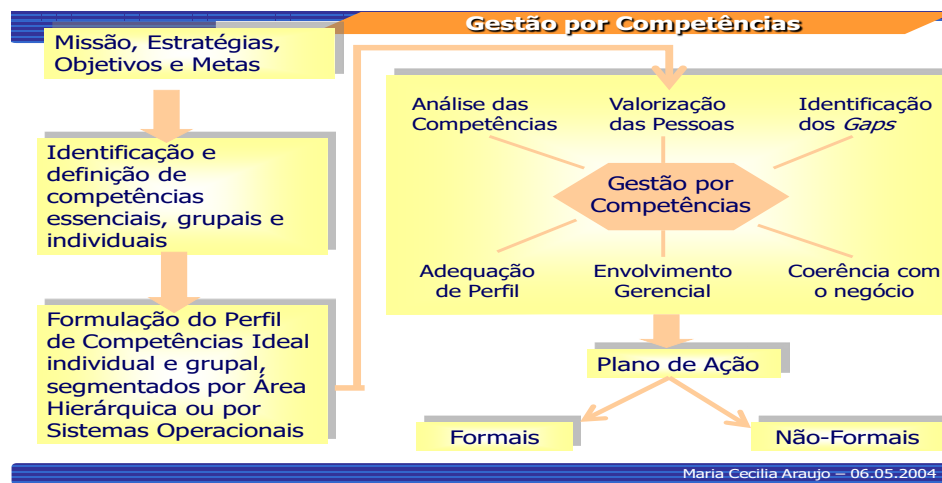 Gestão por Competências
Missão, Estratégias,
Objetivos e Metas
Identificação e
definição de
competências
essenciais, grupais e
individuais
Formulação do Perfil
de Competências Ideal
individual e grupal,
segmentados por Área
Hierárquica ou por
Sistemas Operacionais
Análise das
Competências
Valorização
das Pessoas
Identificação
dos Gaps
Gestão por
Competências
Adequação
de Perfil
Envolvimento
Gerencial
Coerência com
o negócio
Plano de Ação
Formais
Não-Formais
Maria Cecilia Araujo – 06.05.2004